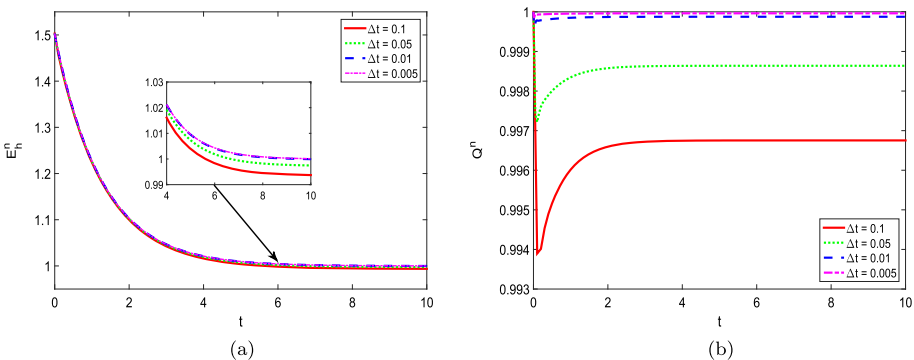 1.5
1.4
1.3
1.2
1.1
1
E_h^n
Δt = 0.1
Δt = 0.05
Δt = 0.01
Δt = 0.005
1.03
1.02
1.01
1
0.99
4 6 8 10
0 2 4 6 8 10
t
(a)
1
0.999
0.998
0.997
0.996
0.995
0.994
0.993
Q^n
Δt = 0.1
Δt = 0.05
Δt = 0.01
Δt = 0.005
0 2 4 6 8 10
t
(b)